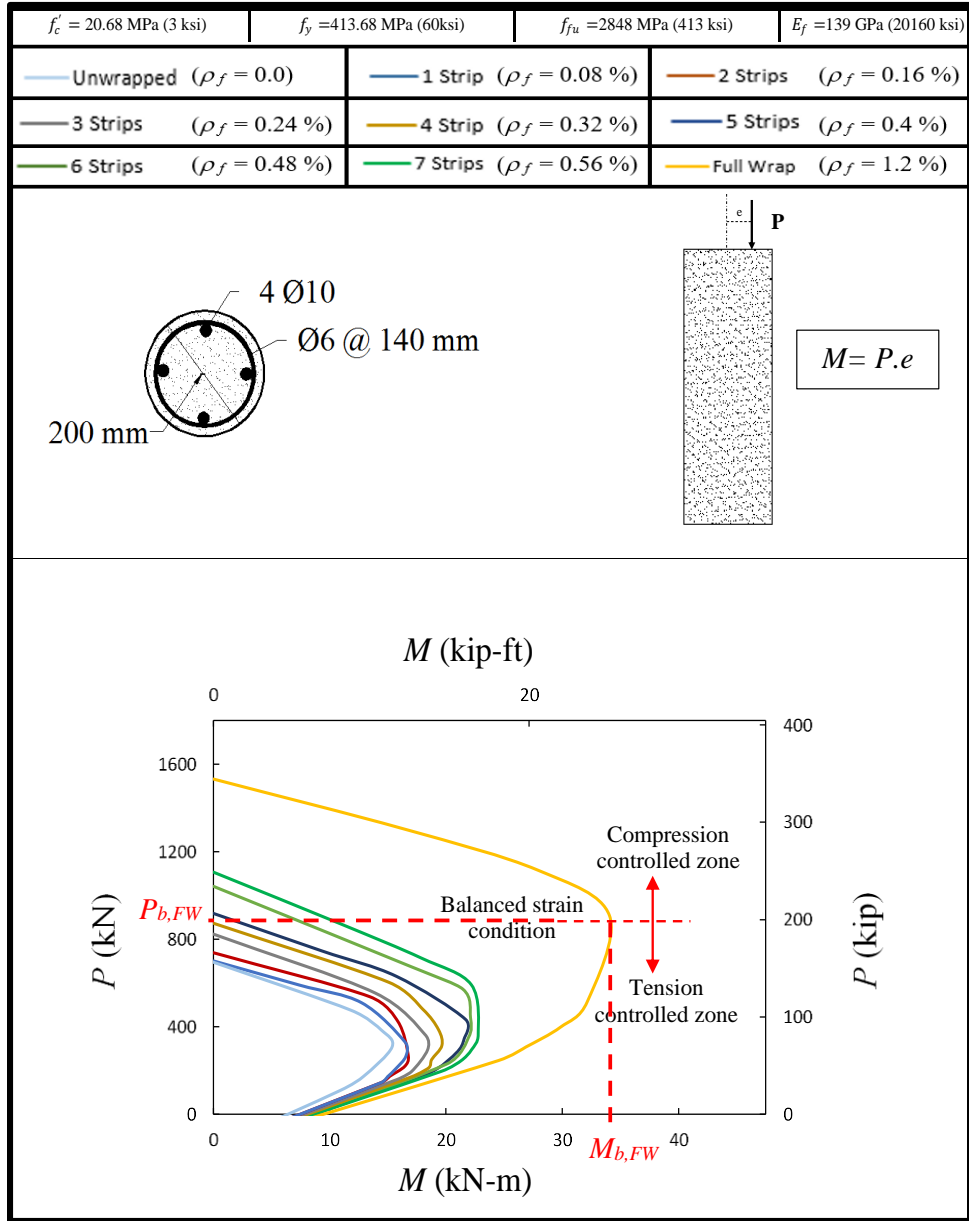 f'c = 20.68 MPa (3 ksi) fy =413.68 MPa (60ksi) ffu =2848 MPa (413 ksi) Ef =139 GPa (20160 ksi)
Unwrapped (ρf = 0.0) 1 Strip (ρf = 0.08 %) 2 Strips (ρf = 0.16 %)
3 Strips (ρf = 0.24 %) 4 Strip (ρf = 0.32 %) 5 Strips (ρf = 0.4 %)
6 Strips (ρf = 0.48 %) 7 Strips (ρf = 0.56 %) Full Wrap (ρf = 1.2 %)
e
P
4 Ø10
Ø6 @ 140 mm
200 mm
M= P.e
M (kip-ft)
0 20
1600
1200
800
400
0
P (kN)
Pb,FW
Balanced strain
condition
Compression
controlled zone
Tension
controlled zone
400
300
200
100
0
P (kip)
0 10 20 30 40
Mb,FW
M (kN-m)